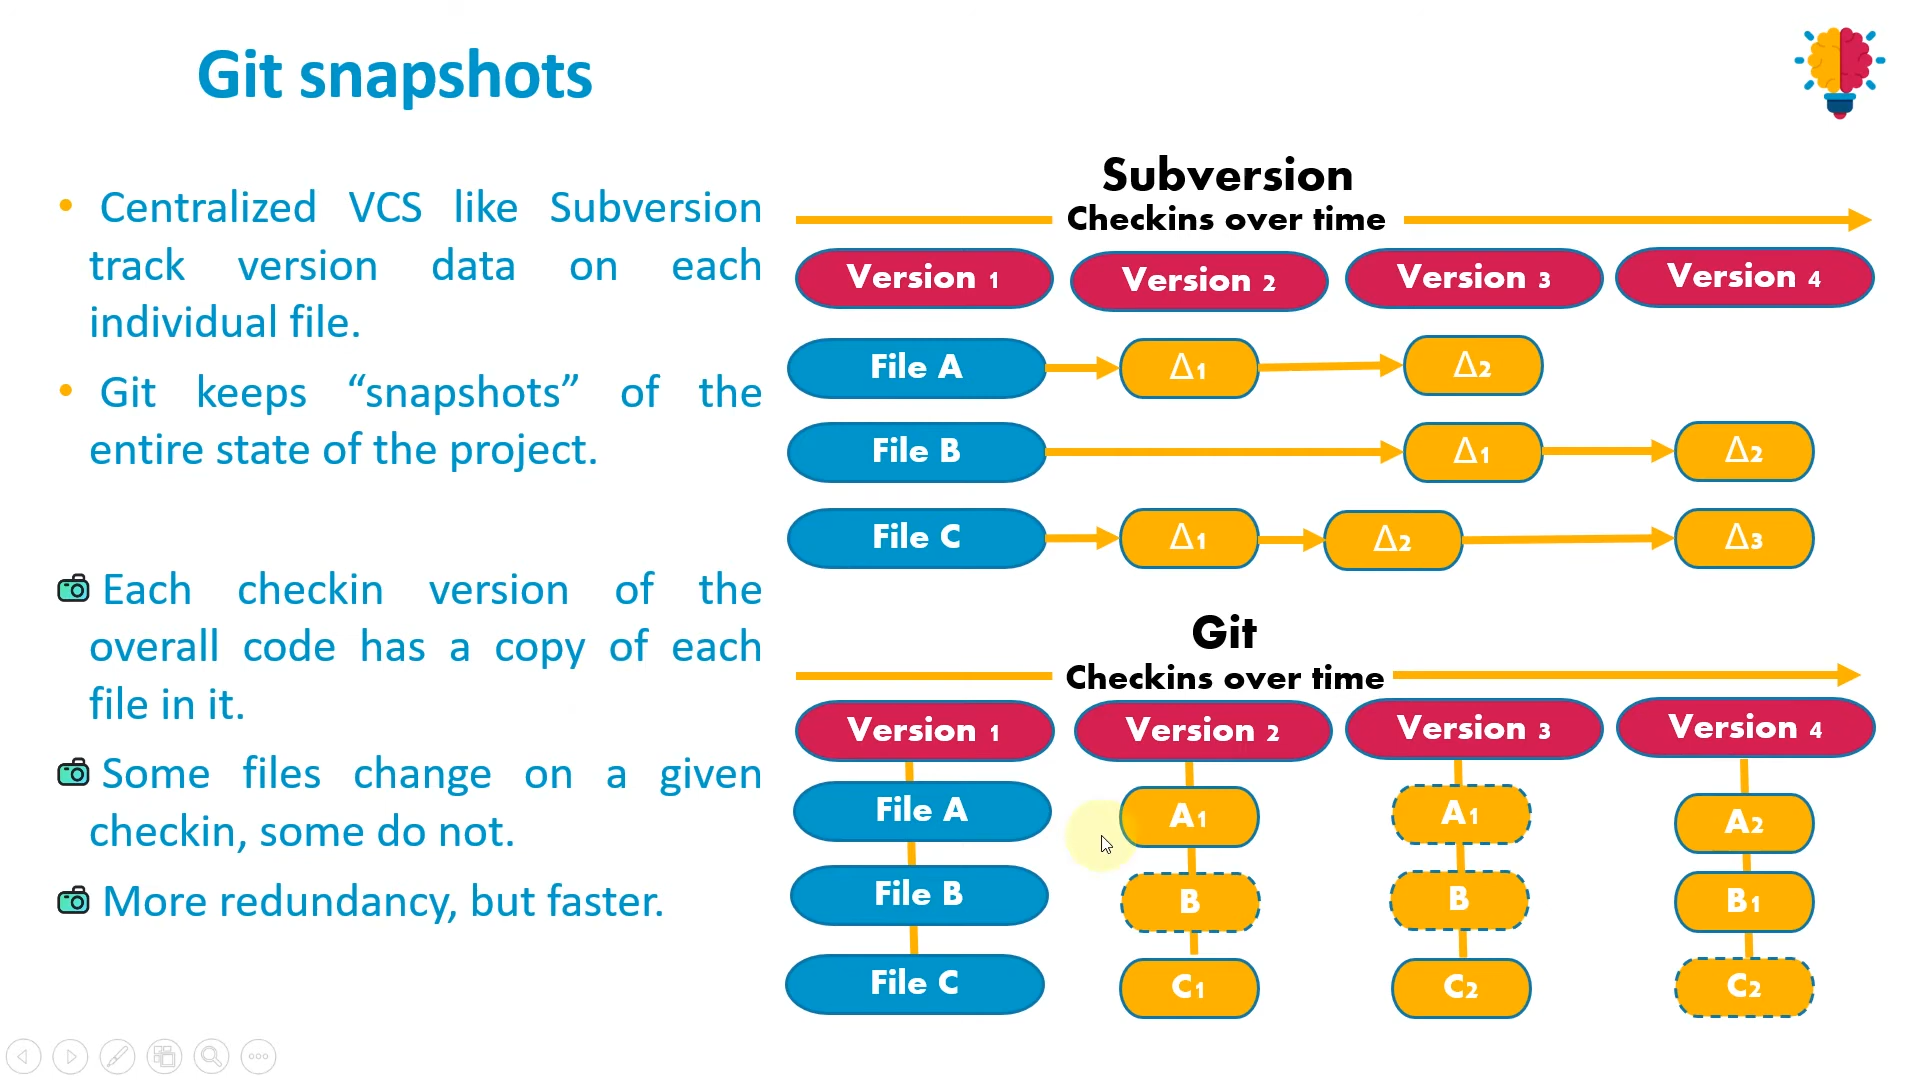 Git snapshots
• Centralized VCS like Subversion
track version data on each
individual file.
• Git keeps “snapshots” of the
entire state of the project.
Each checkin version of the
overall code has a copy of each
file in it.
Some files change on a given
checkin, some do not.
More redundancy, but faster.
Subversion
Checkins over time
Version 1 Version 2 Version 3 Version 4
File A Δ1 Δ2
File B Δ1 Δ2
File C Δ1 Δ2 Δ3
Git
Checkins over time
Version 1 Version 2 Version 3 Version 4
File A A1 A1 A2
File B B B B1
File C C1 C2 C2